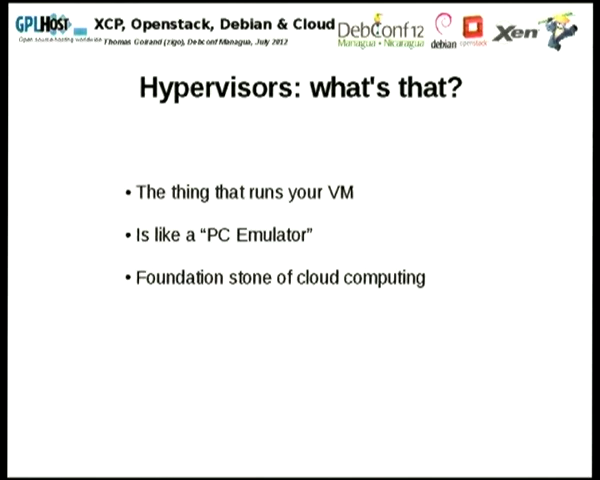 GPLHOST
Open source hosting worldwide
XCP, Openstack, Debian & Cloud
Thomas Goirand (zigo), Debconf Managua, July 2012
DebConf12
Managua • Nicaragua
debian
openstack
Xen
Hypervisors: what's that?
• The thing that runs your VM
• Is like a “PC Emulator”
• Foundation stone of cloud computing